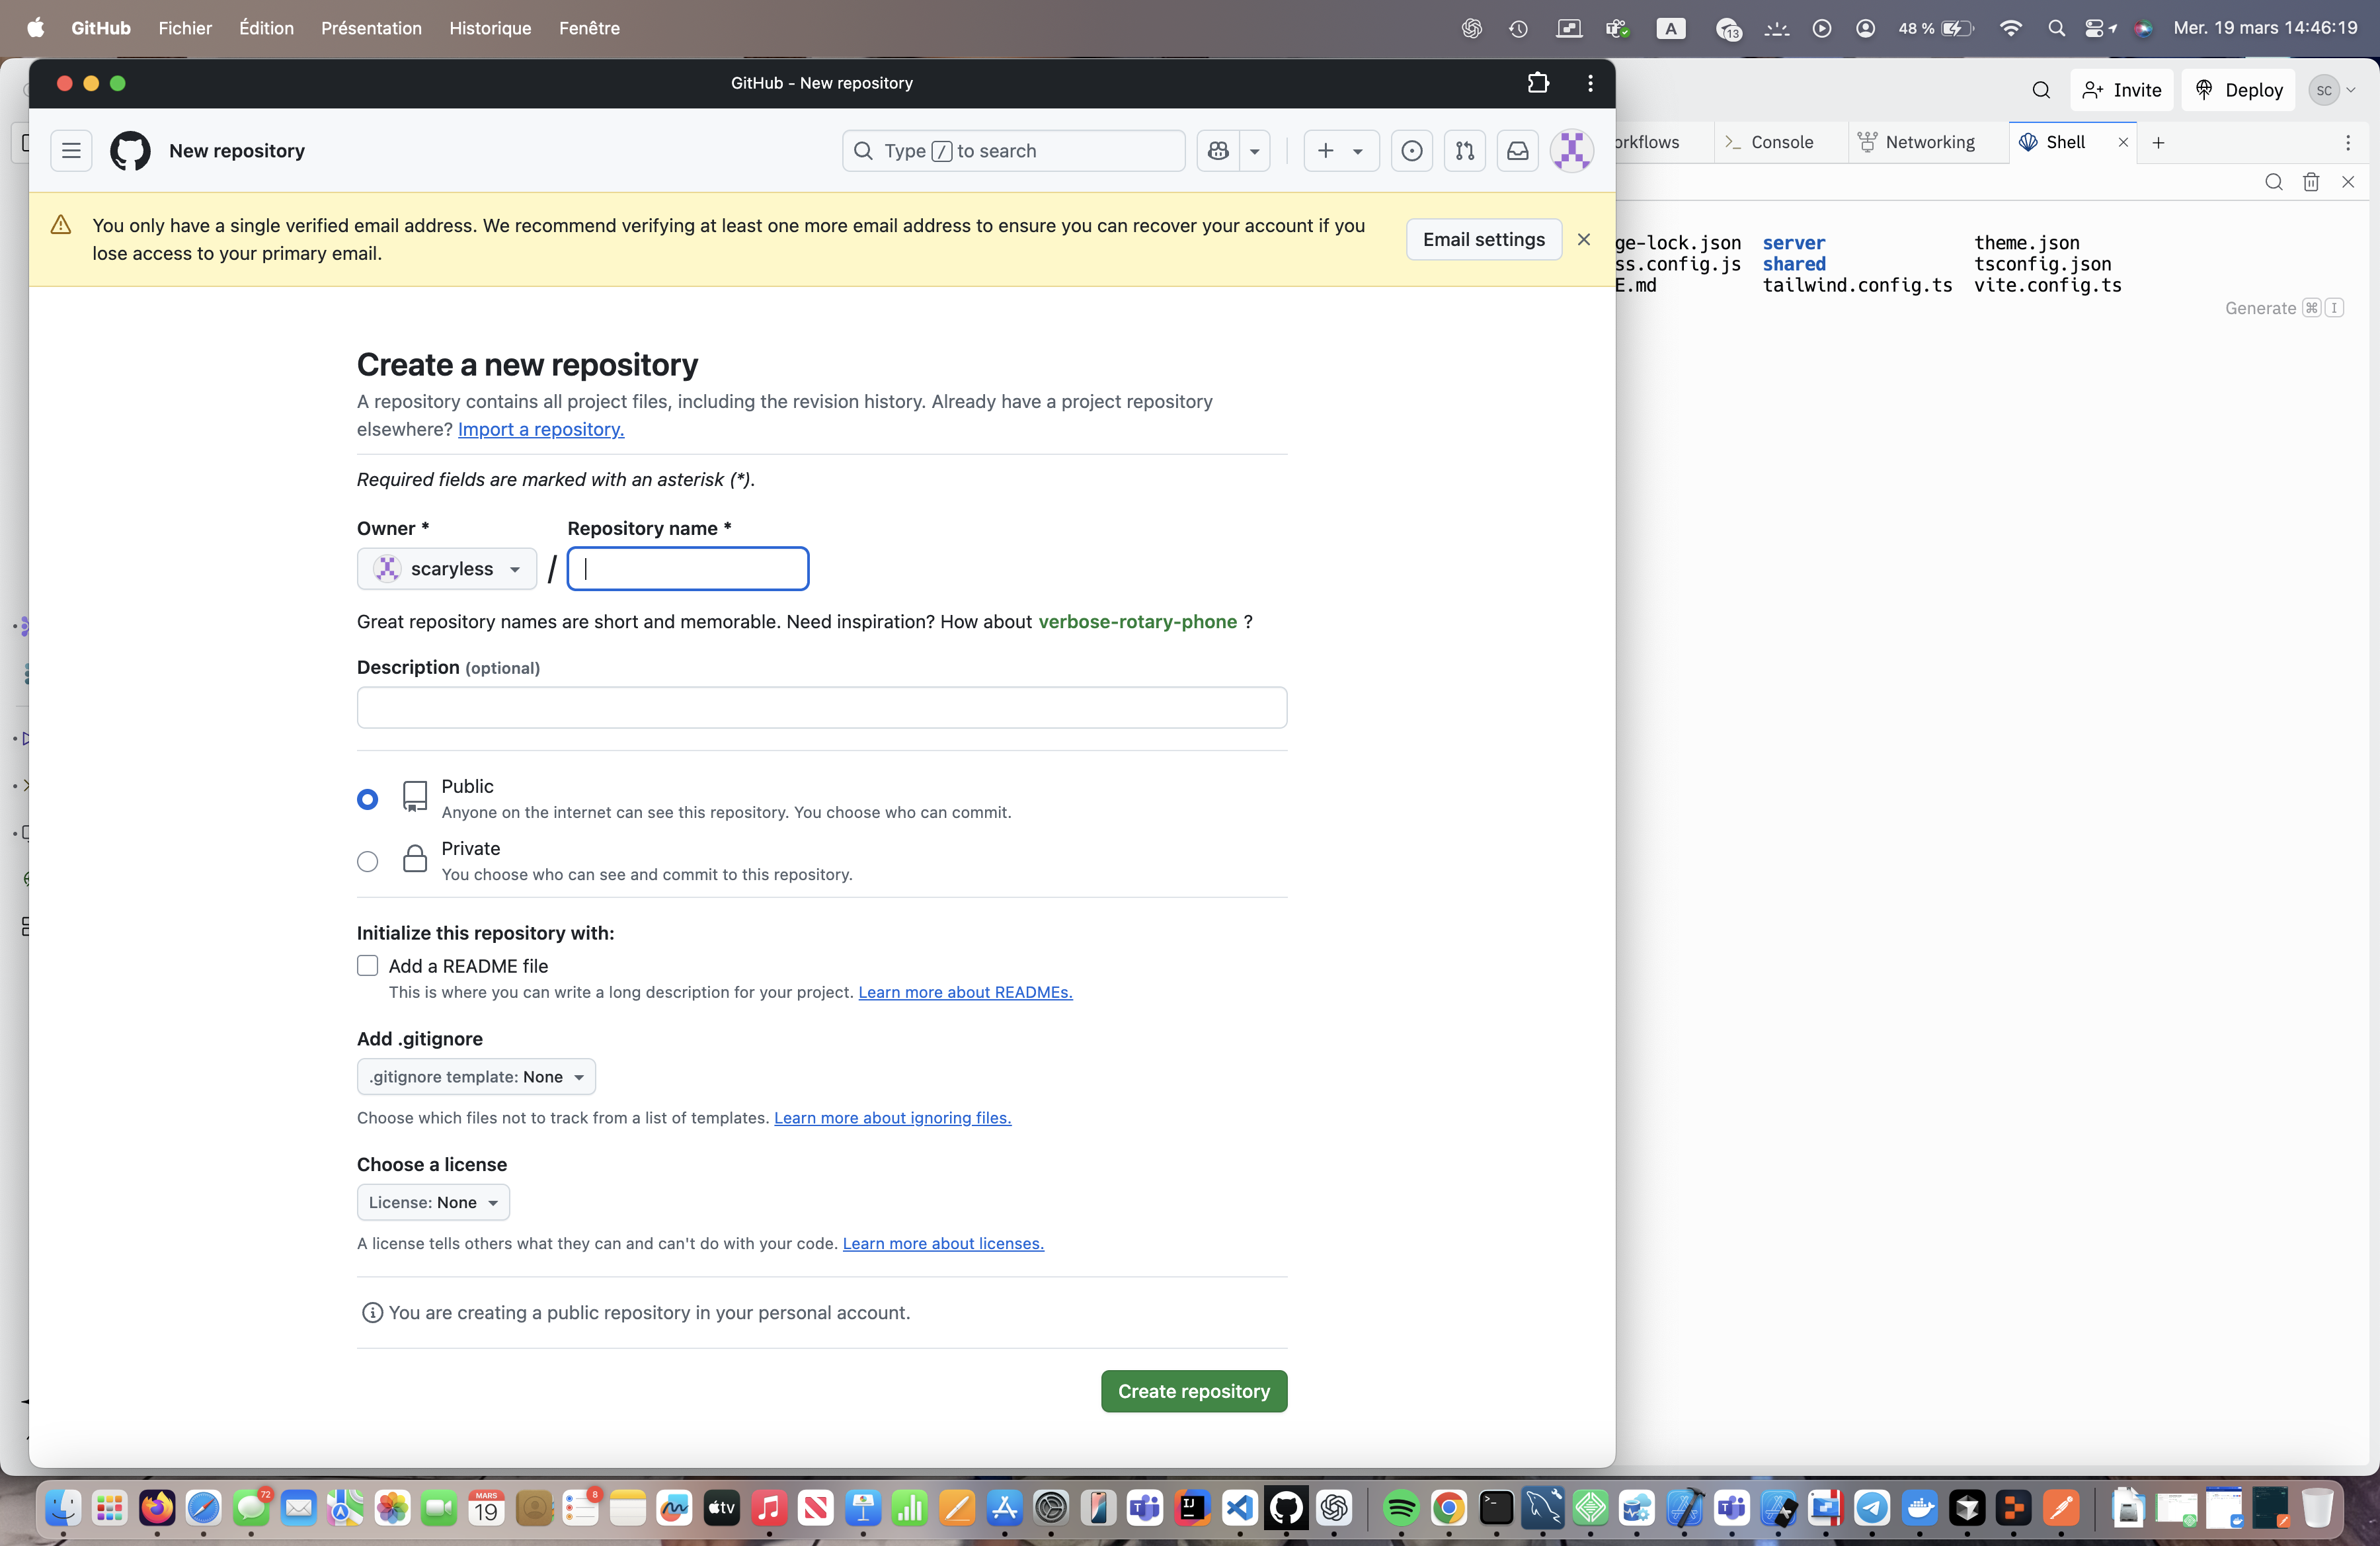 GitHub Fichier Édition Présentation Historique Fenêtre
A 13 48 % Mer. 19 mars 14:46:19
GitHub - New repository
New repository
Type / to search
You only have a single verified email address. We recommend verifying at least one more email address to ensure you can recover your account if you
lose access to your primary email.
Email settings
Create a new repository
A repository contains all project files, including the revision history. Already have a project repository
elsewhere? Import a repository.
Required fields are marked with an asterisk (*).
Owner * Repository name *
scaryless /
Great repository names are short and memorable. Need inspiration? How about verbose-rotary-phone ?
Description (optional)
Public
Anyone on the internet can see this repository. You choose who can commit.
Private
You choose who can see and commit to this repository.
Initialize this repository with:
Add a README file
This is where you can write a long description for your project. Learn more about READMEs.
Add .gitignore
.gitignore template: None
Choose which files not to track from a list of templates. Learn more about ignoring files.
Choose a license
License: None
A license tells others what they can and can't do with your code. Learn more about licenses.
You are creating a public repository in your personal account.
Create repository
Invite Deploy SC
orkflows Console Networking Shell
ge-lock.json server theme.json
ss.config.js shared tsconfig.json
E.md tailwind.config.ts vite.config.ts
Generate ⌘ I
72 MARS 19 8 tv IJ